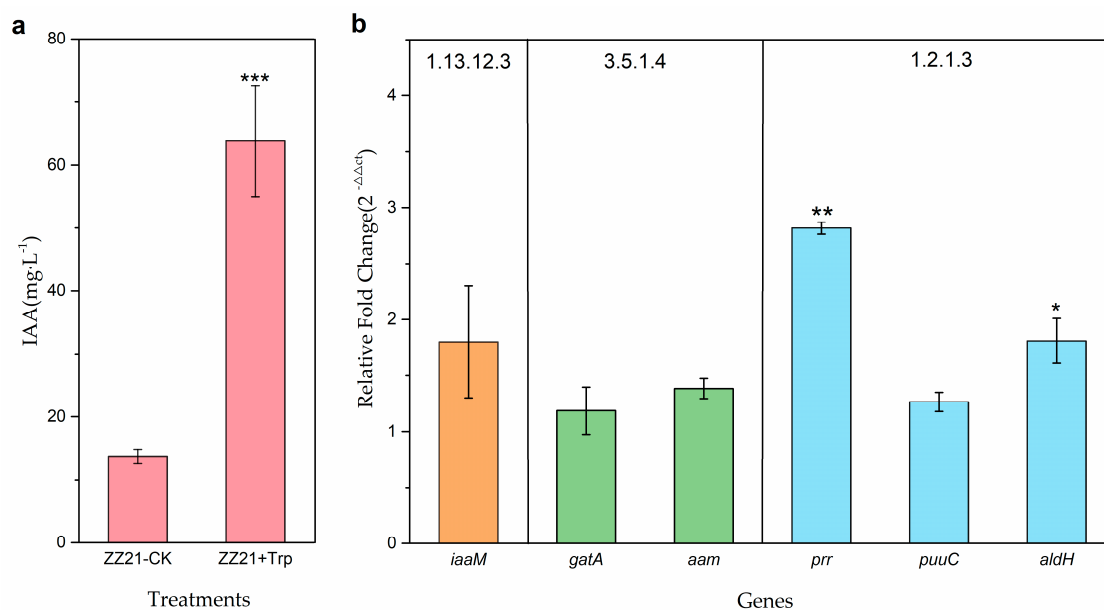 a
80
60
40
20
0
IAA(mg·L⁻¹)
***
ZZ21-CK ZZ21+Trp
Treatments
b
1.13.12.3 3.5.1.4 1.2.1.3
4
3
2
1
0
Relative Fold Change(2 ^-△△ct)
**
*
iaaM gatA aam prr puuC aldH
Genes